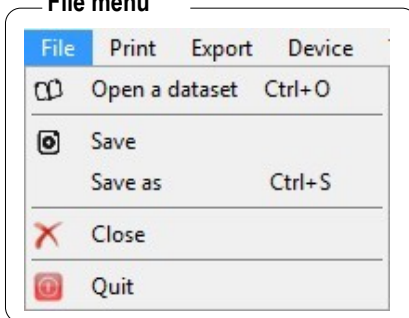 File menu
File Print Export Device
Open a dataset Ctrl+O
Save
Save as Ctrl+S
Close
Quit